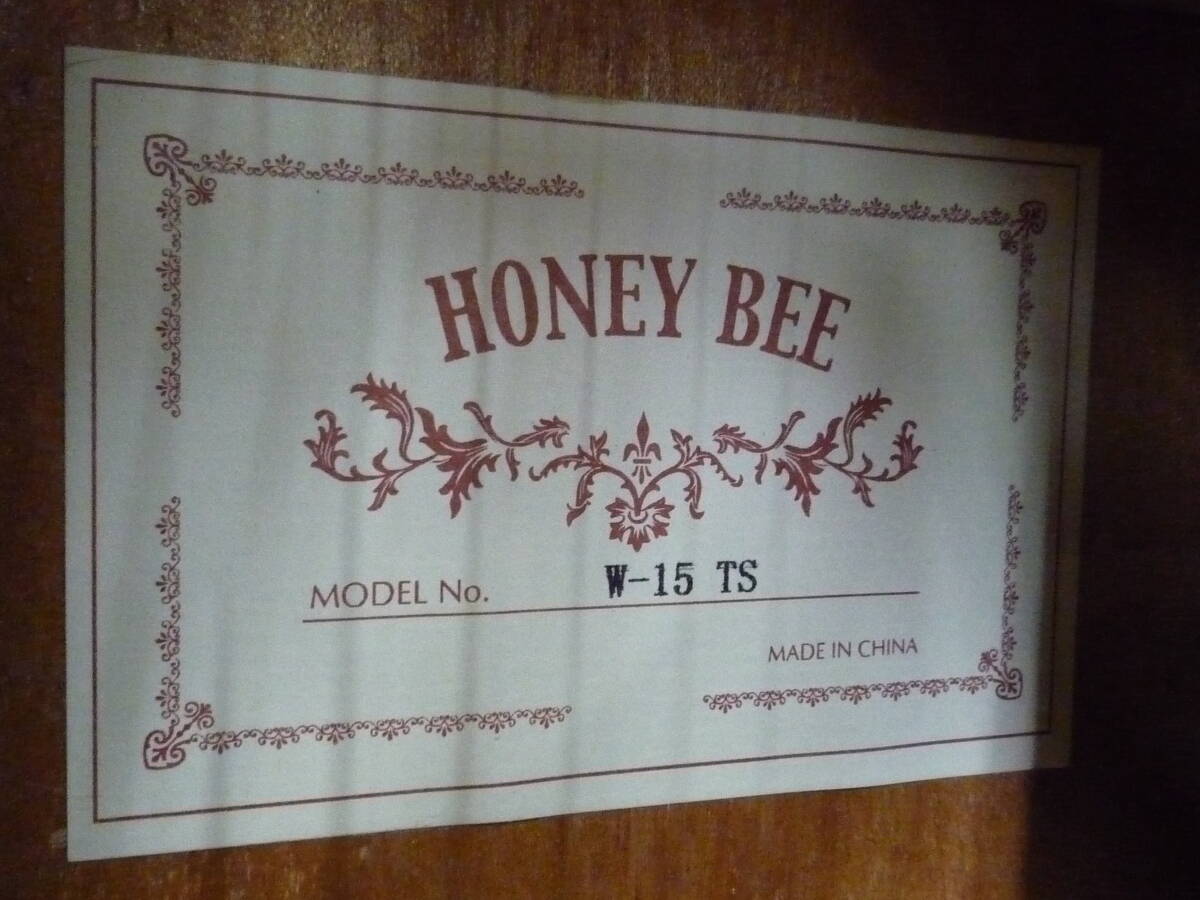 HONEY BEE
MODEL No. W-15 TS
MADE IN CHINA